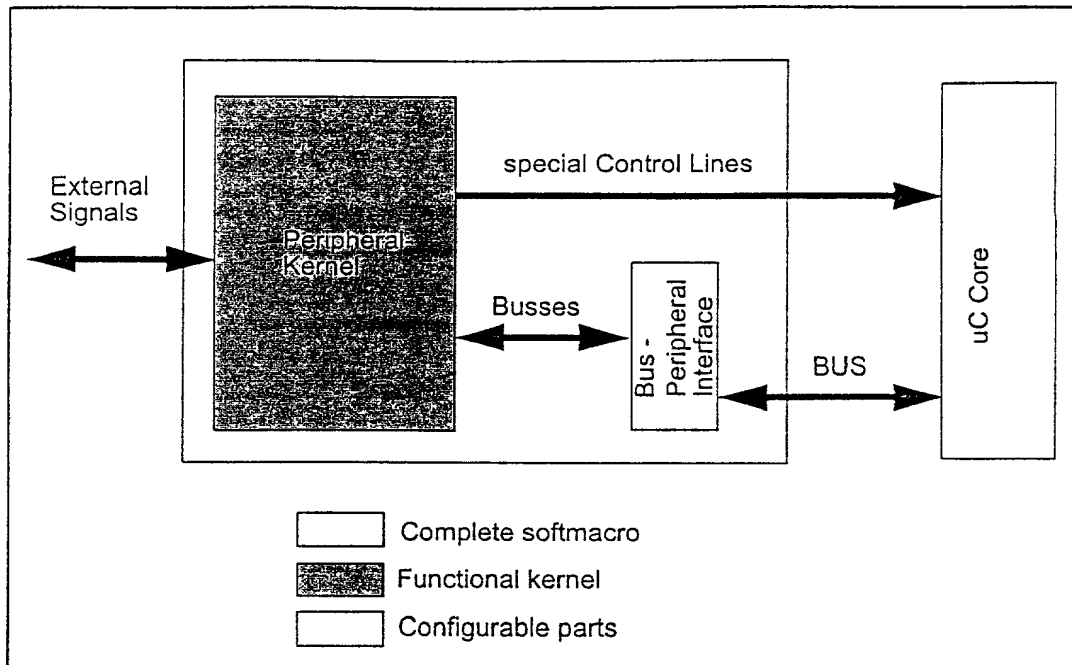 External
Signals
special Control Lines
Peripheral
Kernel
Busses
Bus -
Peripheral
Interface
BUS
uC Core
Complete softmacro
Functional kernel
Configurable parts